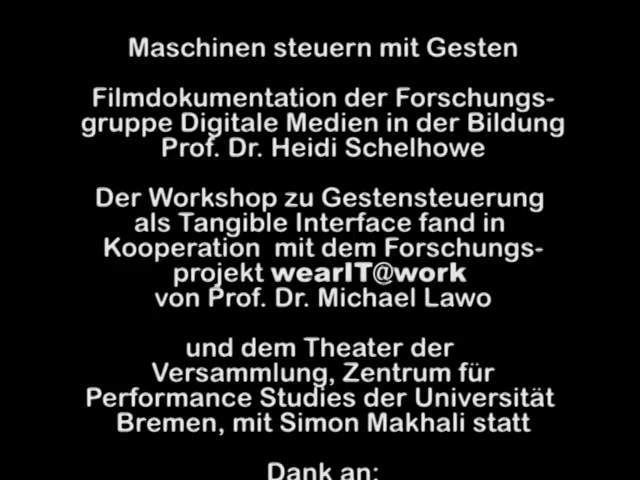 Maschinen steuern mit Gesten
Filmdokumentation der Forschungs-
gruppe Digitale Medien in der Bildung
Prof. Dr. Heidi Schelhowe
Der Workshop zu Gestensteuerung
als Tangible Interface fand in
Kooperation mit dem Forschungs-
projekt wearIT@work
von Prof. Dr. Michael Lawo
und dem Theater der
Versammlung, Zentrum für
Performance Studies der Universität
Bremen, mit Simon Makhali statt
Dank an: